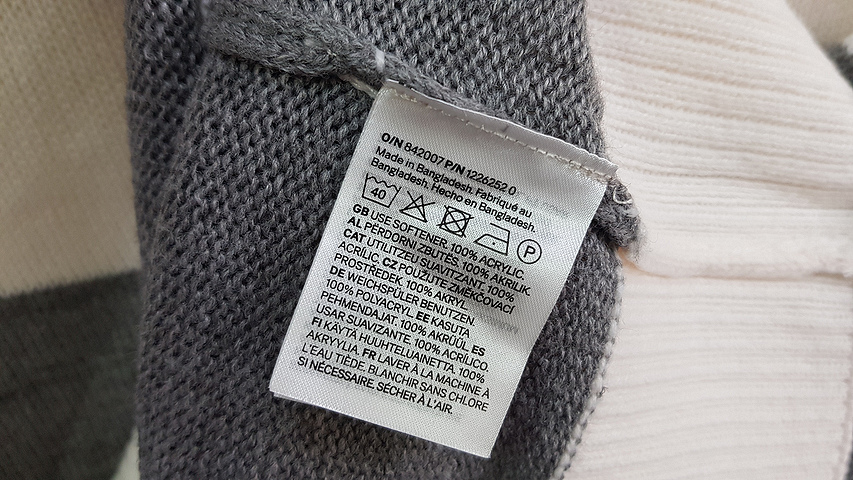 O/N 842007 P/N 1226252 0
Made in Bangladesh. Fabriqué au
Bangladesh. Hecho en Bangladesh.
40 P
GB USE SOFTENER. 100% ACRYLIC.
AL PËRDORNI ZBUTËS. 100% AKRILIK.
CAT UTILITZEU SUAVITZANT. 100%
ACRÍLIC. CZ POUŽIJTE ZMĚKČOVACÍ
PROSTŘEDEK. 100% AKRYL.
DE WEICHSPÜLER BENUTZEN.
100% POLYACRYL. EE KASUTA
PEHMENDAJAT. 100% AKRÜÜL. ES
USAR SUAVIZANTE. 100% ACRÍLICO.
FI KÄYTÄ HUUHTELUAINETTA. 100%
AKRYYLIA. FR LAVER À LA MACHINE À
L'EAU TIÈDE. BLANCHIR SANS CHLORE
SI NÉCESSAIRE. SÉCHER À L'AIR.